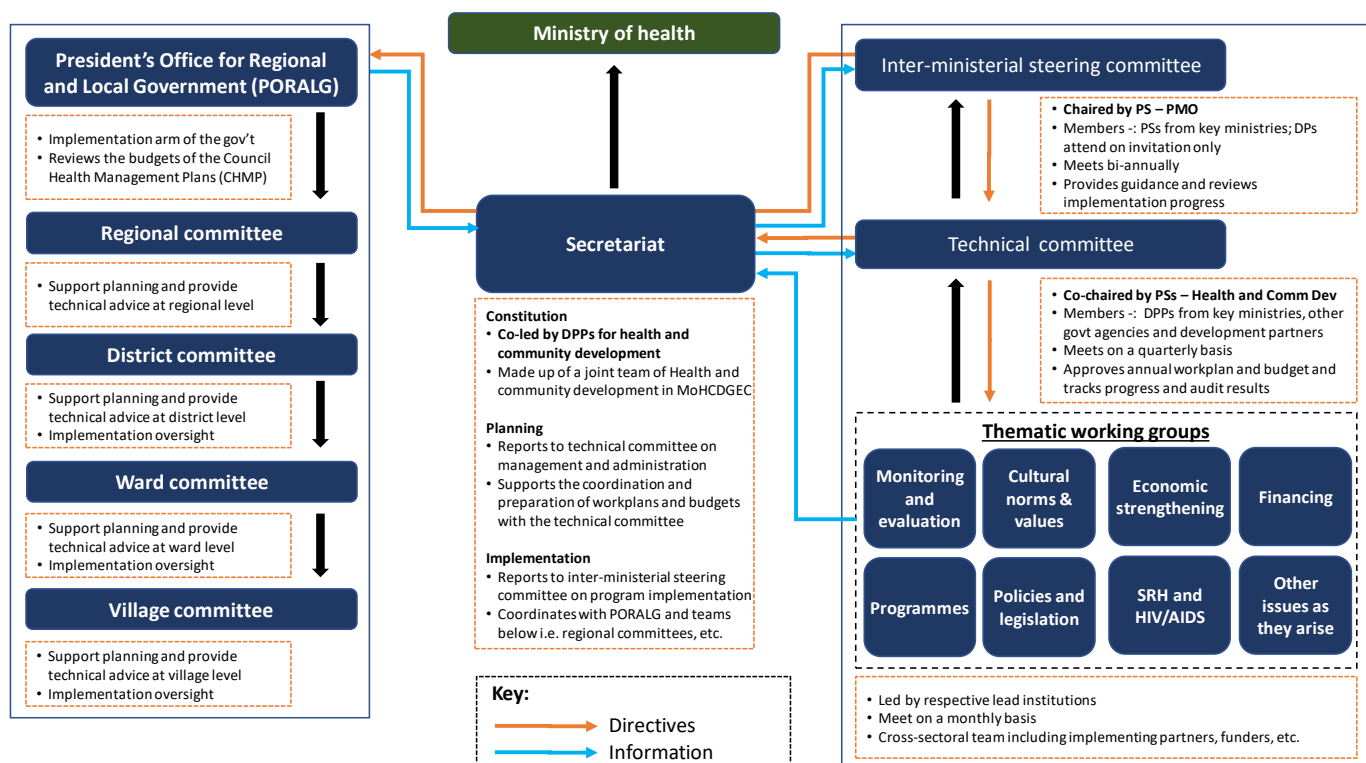 Ministry of health
President's Office for Regional
and Local Government (PORALG)
• Implementation arm of the gov't
• Reviews the budgets of the Council
Health Management Plans (CHMP)
Regional committee
• Support planning and provide
technical advice at regional level
District committee
• Support planning and provide
technical advice at district level
• Implementation oversight
Ward committee
• Support planning and provide
technical advice at ward level
• Implementation oversight
Village committee
• Support planning and provide
technical advice at village level
• Implementation oversight
Secretariat
Constitution
• Co-led by DPPs for health and
community development
• Made up of a joint team of Health and
community development in MoHCDGEC
Planning
• Reports to technical committee on
management and administration
• Supports the coordination and
preparation of workplans and budgets
with the technical committee
Implementation
• Reports to inter-ministerial steering
committee on program implementation
• Coordinates with PORALG and teams
below i.e. regional committees, etc.
Key:
Directives
Information
Inter-ministerial steering committee
• Chaired by PS – PMO
• Members -: PSs from key ministries; DPs
attend on invitation only
• Meets bi-annually
• Provides guidance and reviews
implementation progress
Technical committee
• Co-chaired by PSs – Health and Comm Dev
• Members -: DPPs from key ministries, other
govt agencies and development partners
• Meets on a quarterly basis
• Approves annual workplan and budget and
tracks progress and audit results
Thematic working groups
Monitoring
and
evaluation
Cultural
norms &
values
Economic
strengthening
Financing
Programmes
Policies and
legislation
SRH and
HIV/AIDS
Other
issues as
they arise
• Led by respective lead institutions
• Meet on a monthly basis
• Cross-sectoral team including implementing partners, funders, etc.